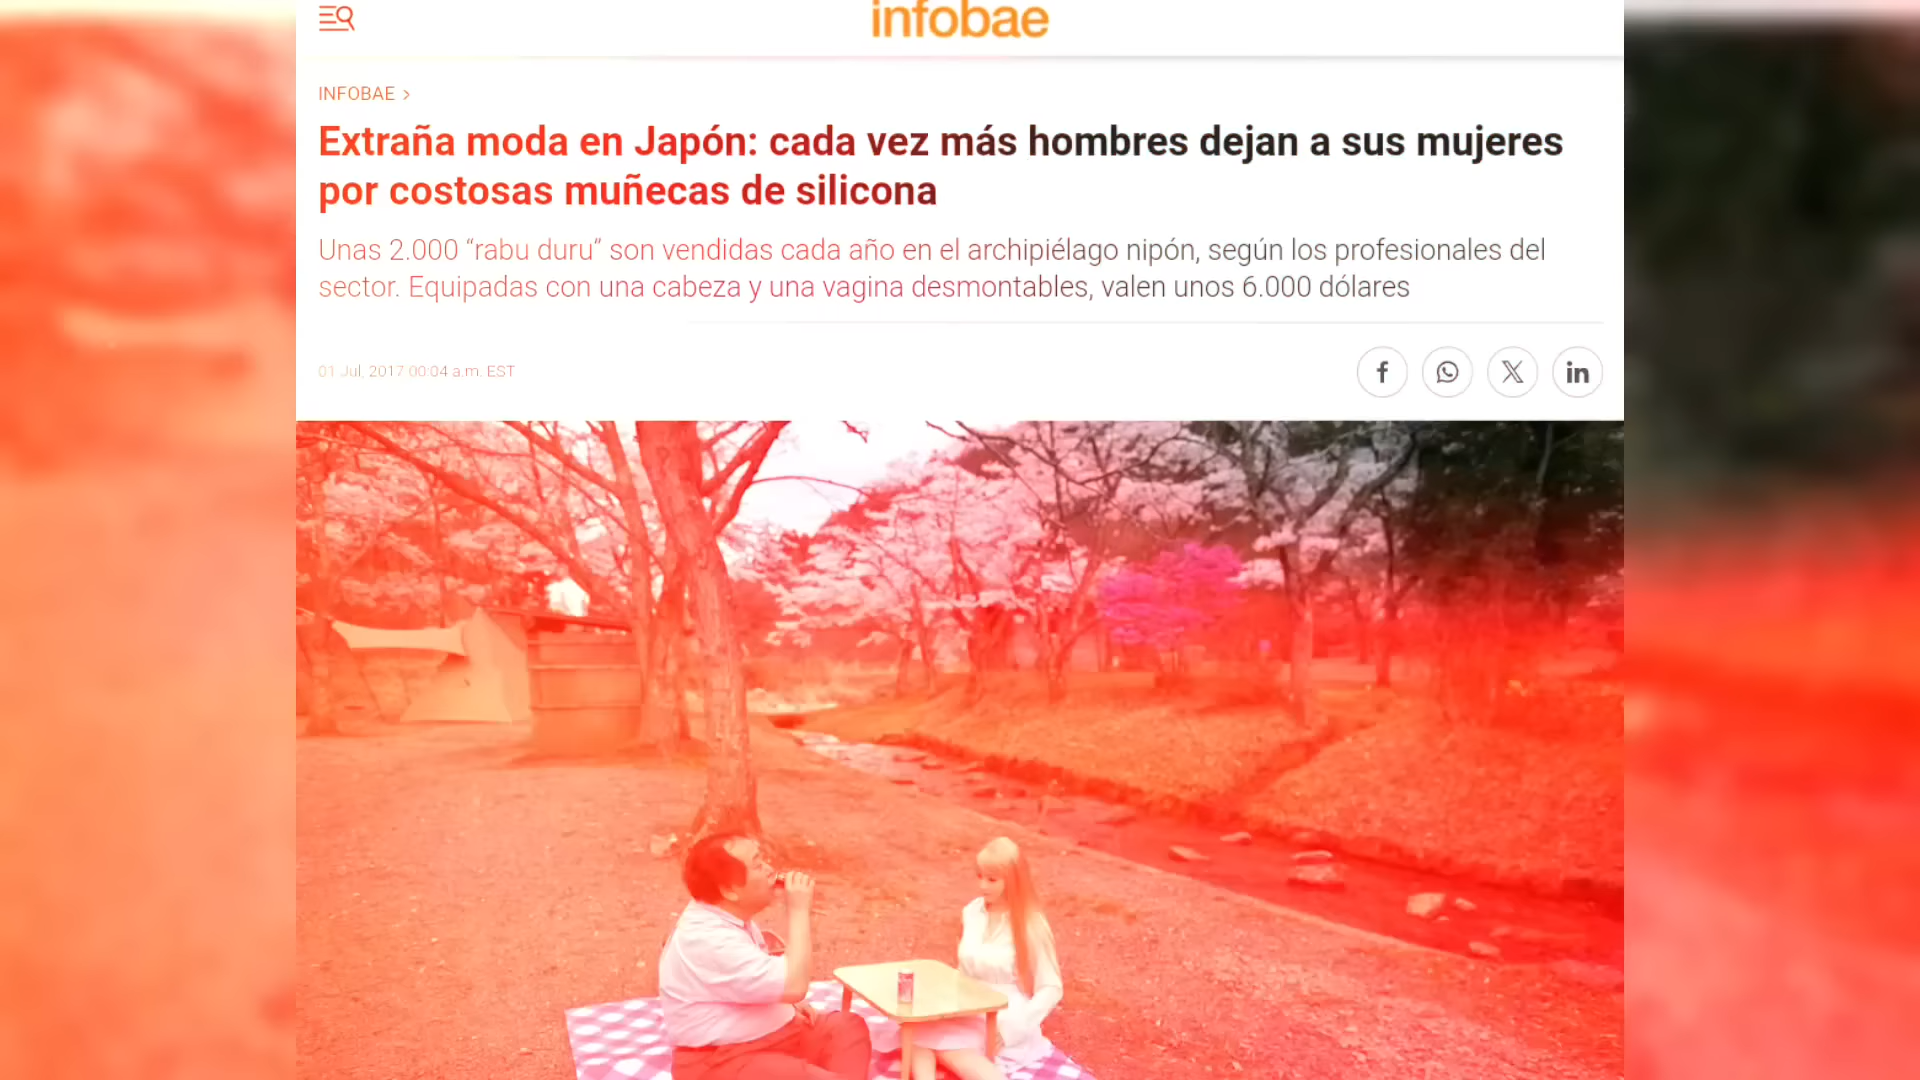 infobae
INFOBAE >
Extraña moda en Japón: cada vez más hombres dejan a sus mujeres
por costosas muñecas de silicona
Unas 2.000 “rabu duru” son vendidas cada año en el archipiélago nipón, según los profesionales del
sector. Equipadas con una cabeza y una vagina desmontables, valen unos 6.000 dólares
01 Jul, 2017 00:04 a.m. EST